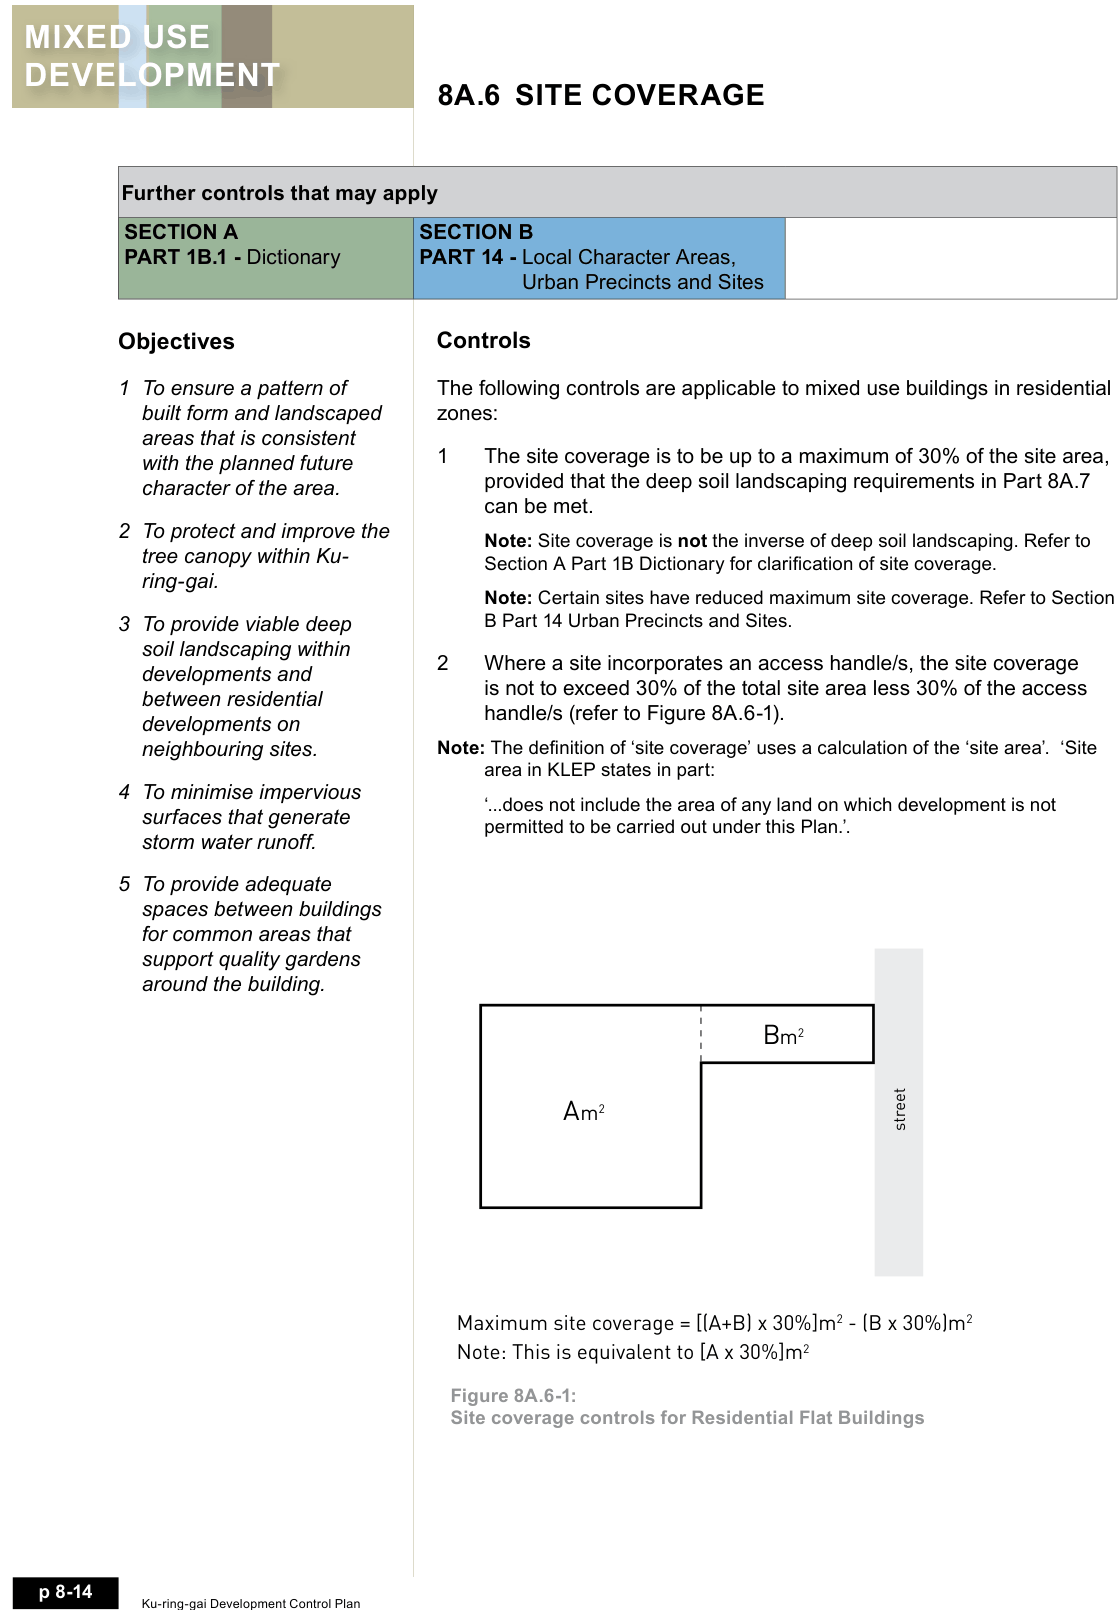 MIXED USE
DEVELOPMENT
8A.6 SITE COVERAGE
Further controls that may apply
SECTION A
PART 1B.1 - Dictionary
SECTION B
PART 14 - Local Character Areas,
Urban Precincts and Sites
Objectives
1 To ensure a pattern of
built form and landscaped
areas that is consistent
with the planned future
character of the area.
2 To protect and improve the
tree canopy within Ku-
ring-gai.
3 To provide viable deep
soil landscaping within
developments and
between residential
developments on
neighbouring sites.
4 To minimise impervious
surfaces that generate
storm water runoff.
5 To provide adequate
spaces between buildings
for common areas that
support quality gardens
around the building.
Controls
The following controls are applicable to mixed use buildings in residential
zones:
1 The site coverage is to be up to a maximum of 30% of the site area,
provided that the deep soil landscaping requirements in Part 8A.7
can be met.
Note: Site coverage is not the inverse of deep soil landscaping. Refer to
Section A Part 1B Dictionary for clarification of site coverage.
Note: Certain sites have reduced maximum site coverage. Refer to Section
B Part 14 Urban Precincts and Sites.
2 Where a site incorporates an access handle/s, the site coverage
is not to exceed 30% of the total site area less 30% of the access
handle/s (refer to Figure 8A.6-1).
Note: The definition of ‘site coverage’ uses a calculation of the ‘site area’. ‘Site
area in KLEP states in part:
‘...does not include the area of any land on which development is not
permitted to be carried out under this Plan.’.
Bm²
Am²
street
Maximum site coverage = [(A+B) x 30%]m² - (B x 30%)m²
Note: This is equivalent to [A x 30%]m²
Figure 8A.6-1:
Site coverage controls for Residential Flat Buildings
p 8-14
Ku-ring-gai Development Control Plan